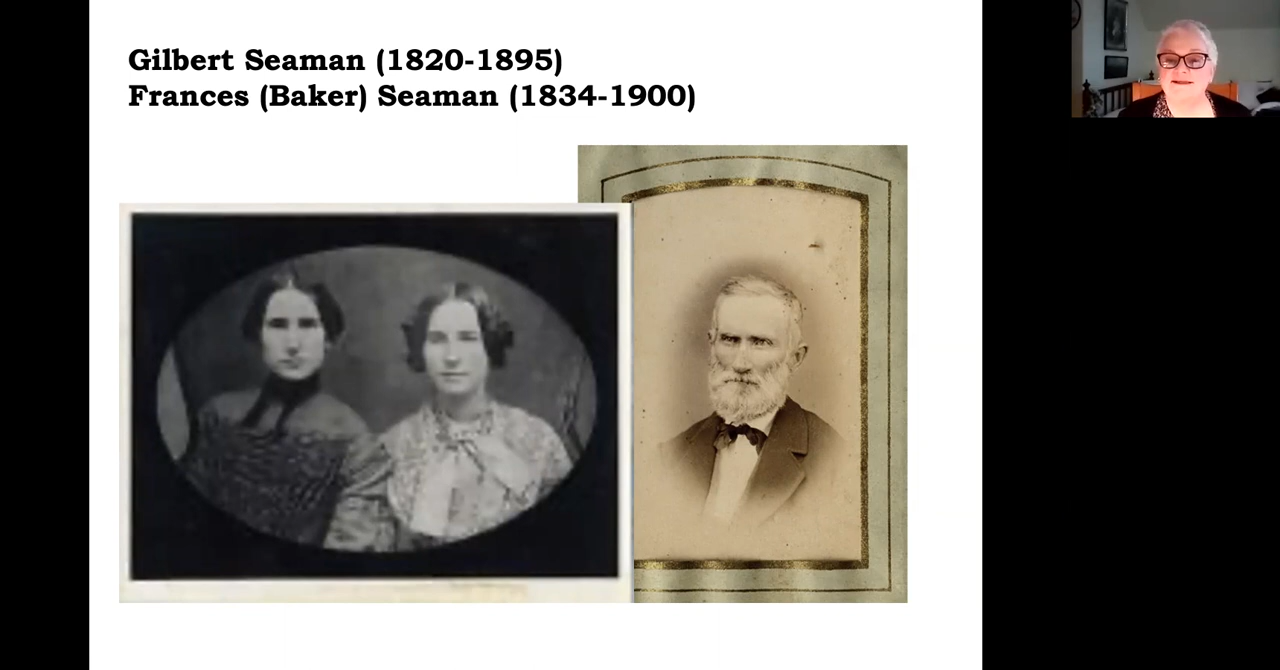 Gilbert Seaman (1820-1895)
Frances (Baker) Seaman (1834-1900)